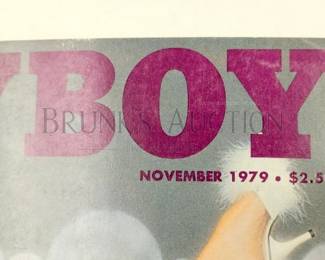 YBOY
BRUNK'S AUCTION
NOVEMBER 1979 • $2.5